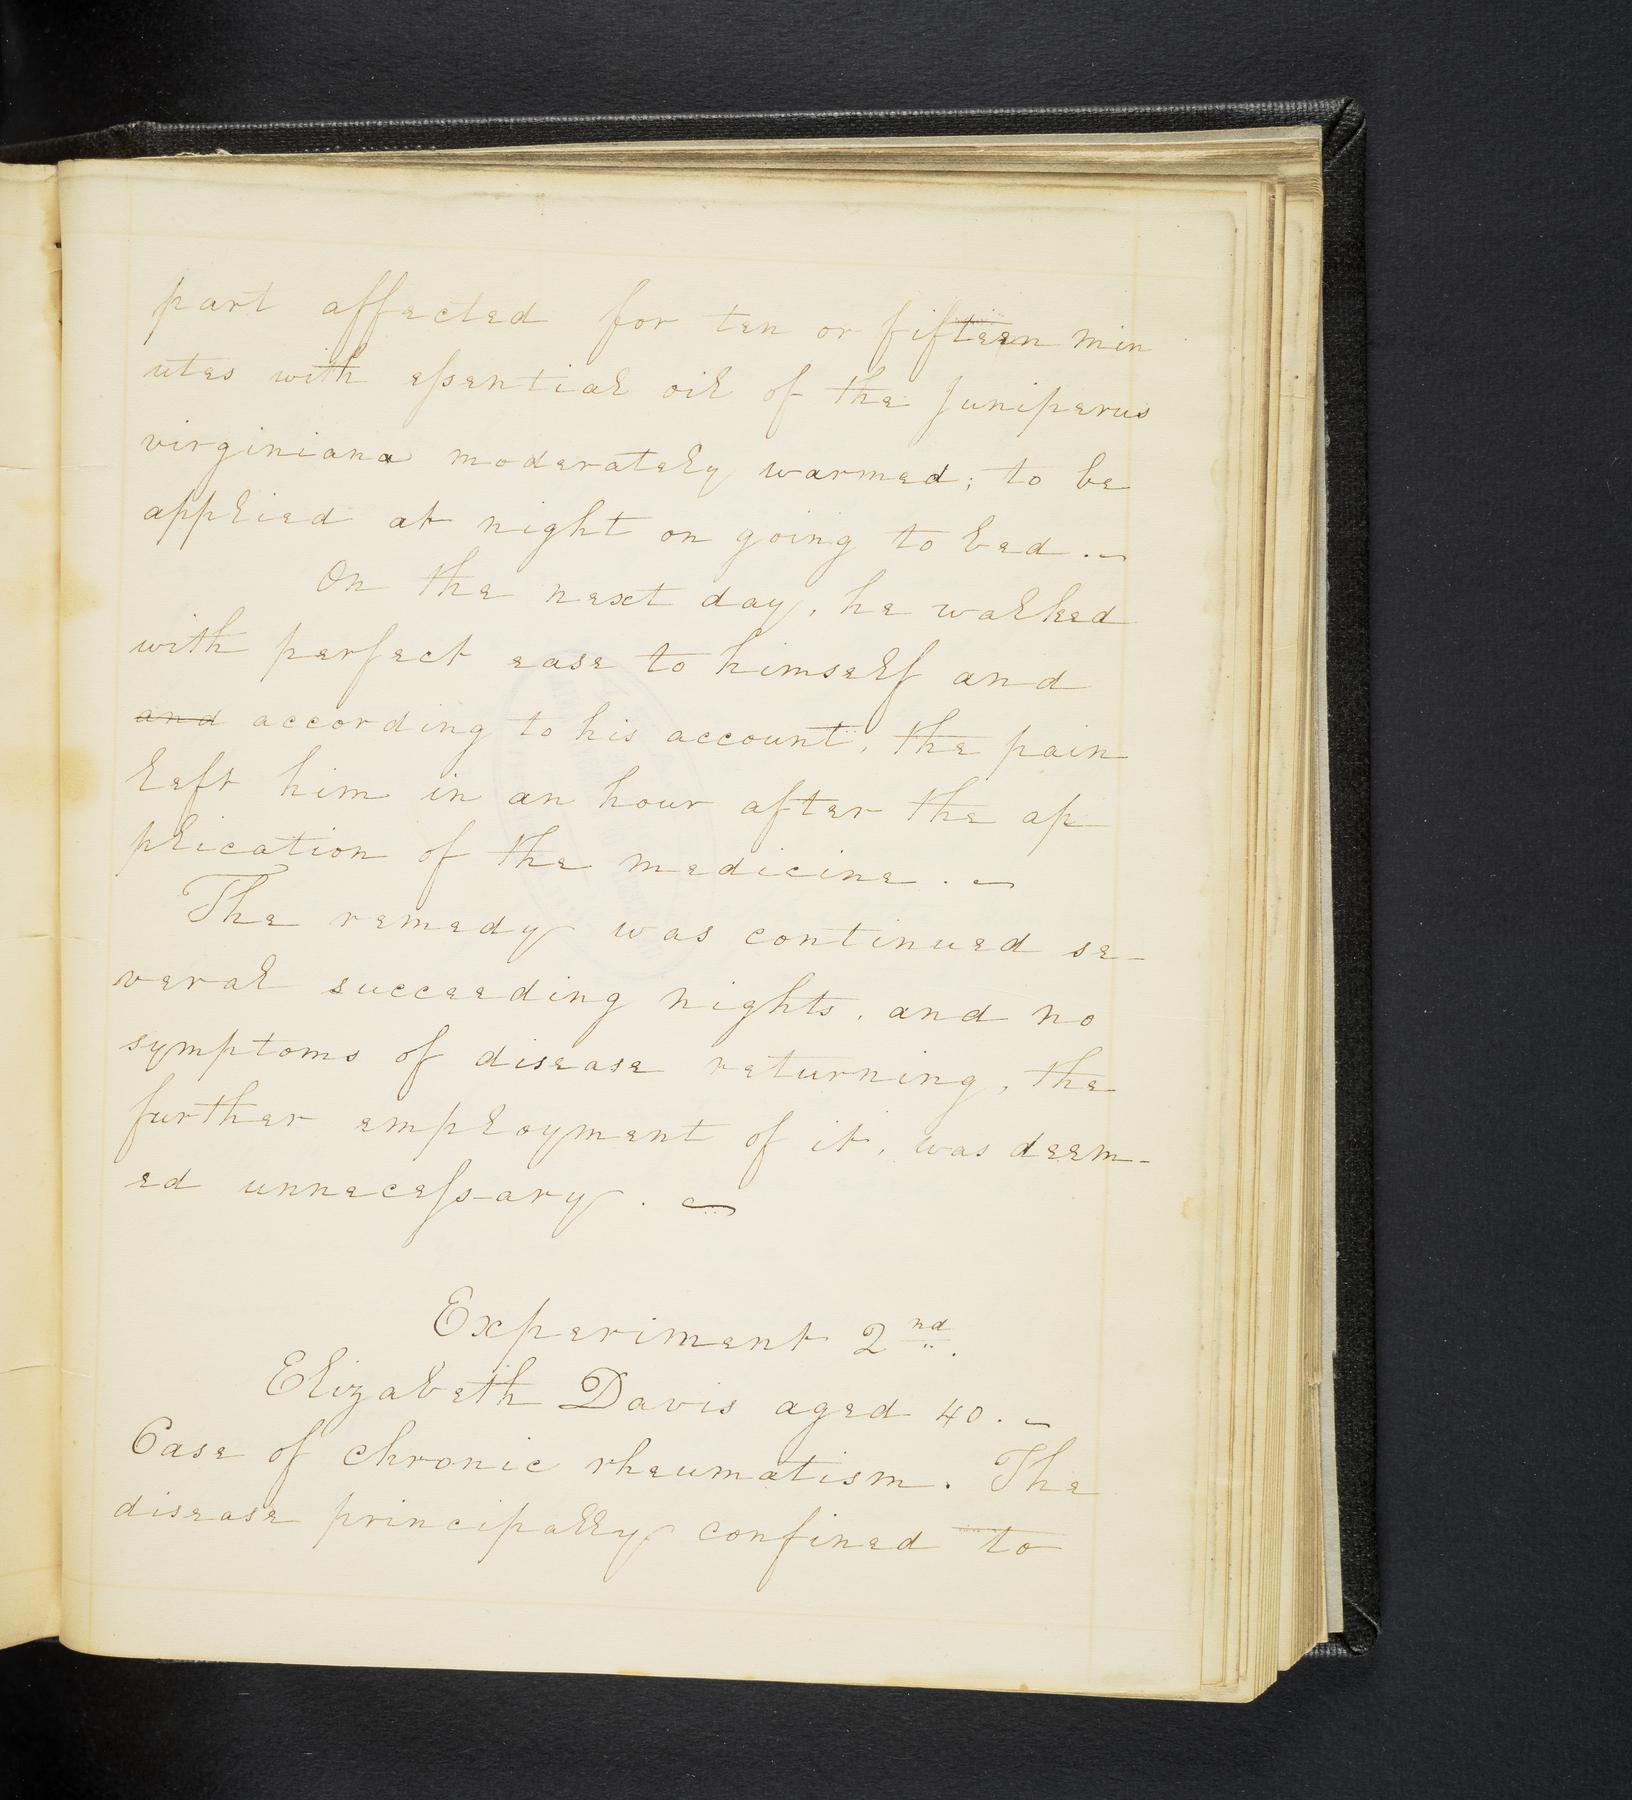 part affected for ten or fifteen min
utes with essential oil of the Juniperus
virginiana moderately warmed; to be
applied at night on going to bed. ~
On the next day, he walked
with perfect ease to himself and
and according to his account, the pain
left him in an hour after the ap
plication of the medicine. ~
The remedy was continued se-
veral succeeding nights, and no
symptoms of disease returning, the
further employment of it, was deem-
ed unnecessary. ~
Experiment 2nd.
Elizabeth Davis aged 40. ~
Case of chronic rheumatism. The
disease principally confined to